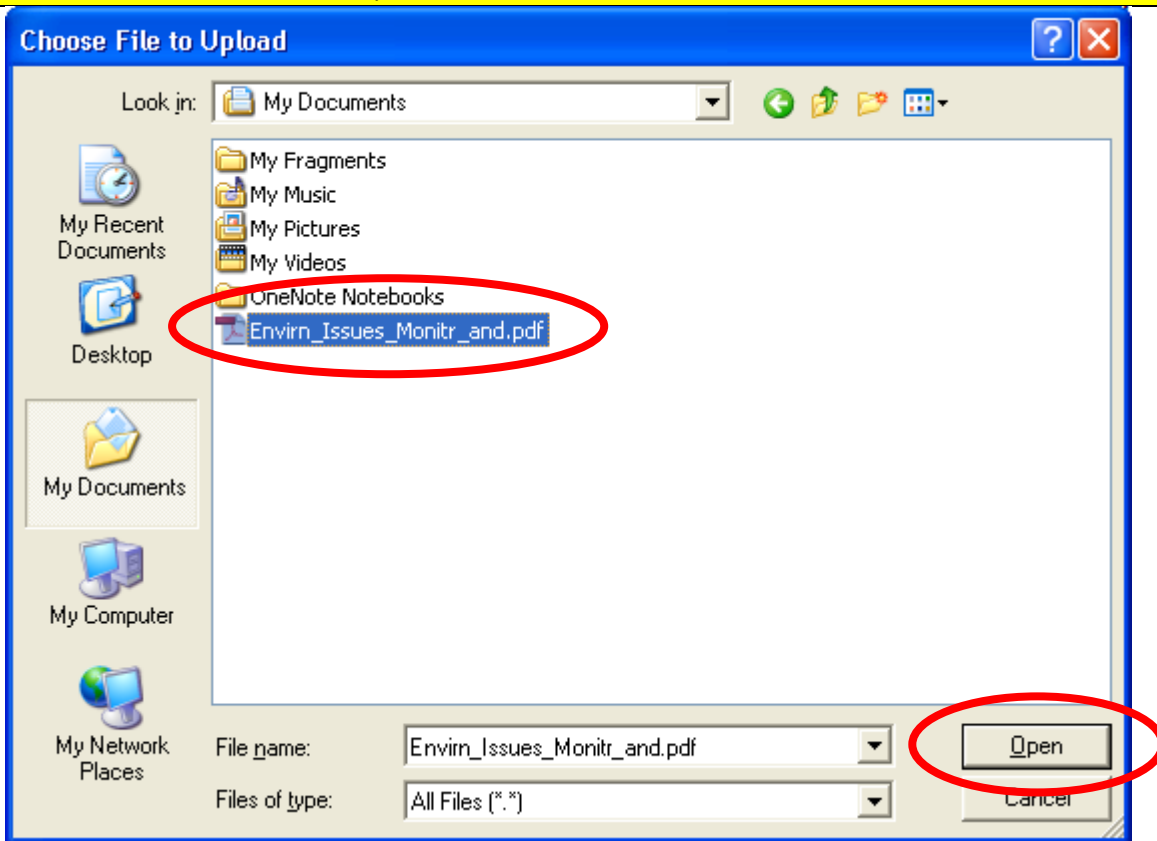 Choose File to Upload
Look in:
My Documents
My Fragments
My Music
My Pictures
My Videos
OneNote Notebooks
Envirn_Issues_Monitr_and.pdf
My Recent
Documents
Desktop
My Documents
My Computer
My Network
Places
File name:
Envirn_Issues_Monitr_and.pdf
Open
Files of type:
All Files (*.*)
Cancel